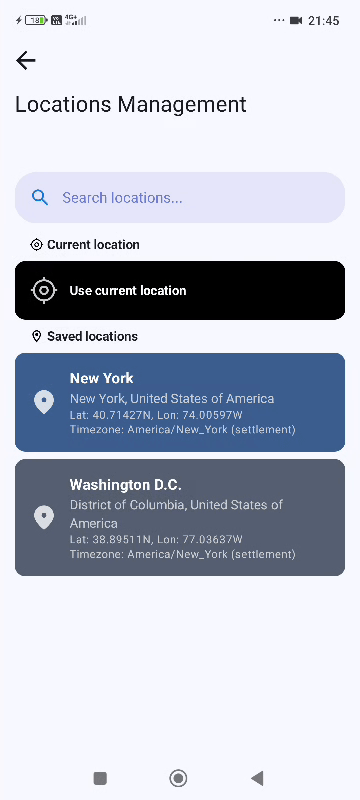 18
4G+
21:45
Locations Management
Search locations...
Current location
Use current location
Saved locations
New York
New York, United States of America
Lat: 40.71427N, Lon: 74.00597W
Timezone: America/New_York (settlement)
Washington D.C.
District of Columbia, United States of
America
Lat: 38.89511N, Lon: 77.03637W
Timezone: America/New_York (settlement)